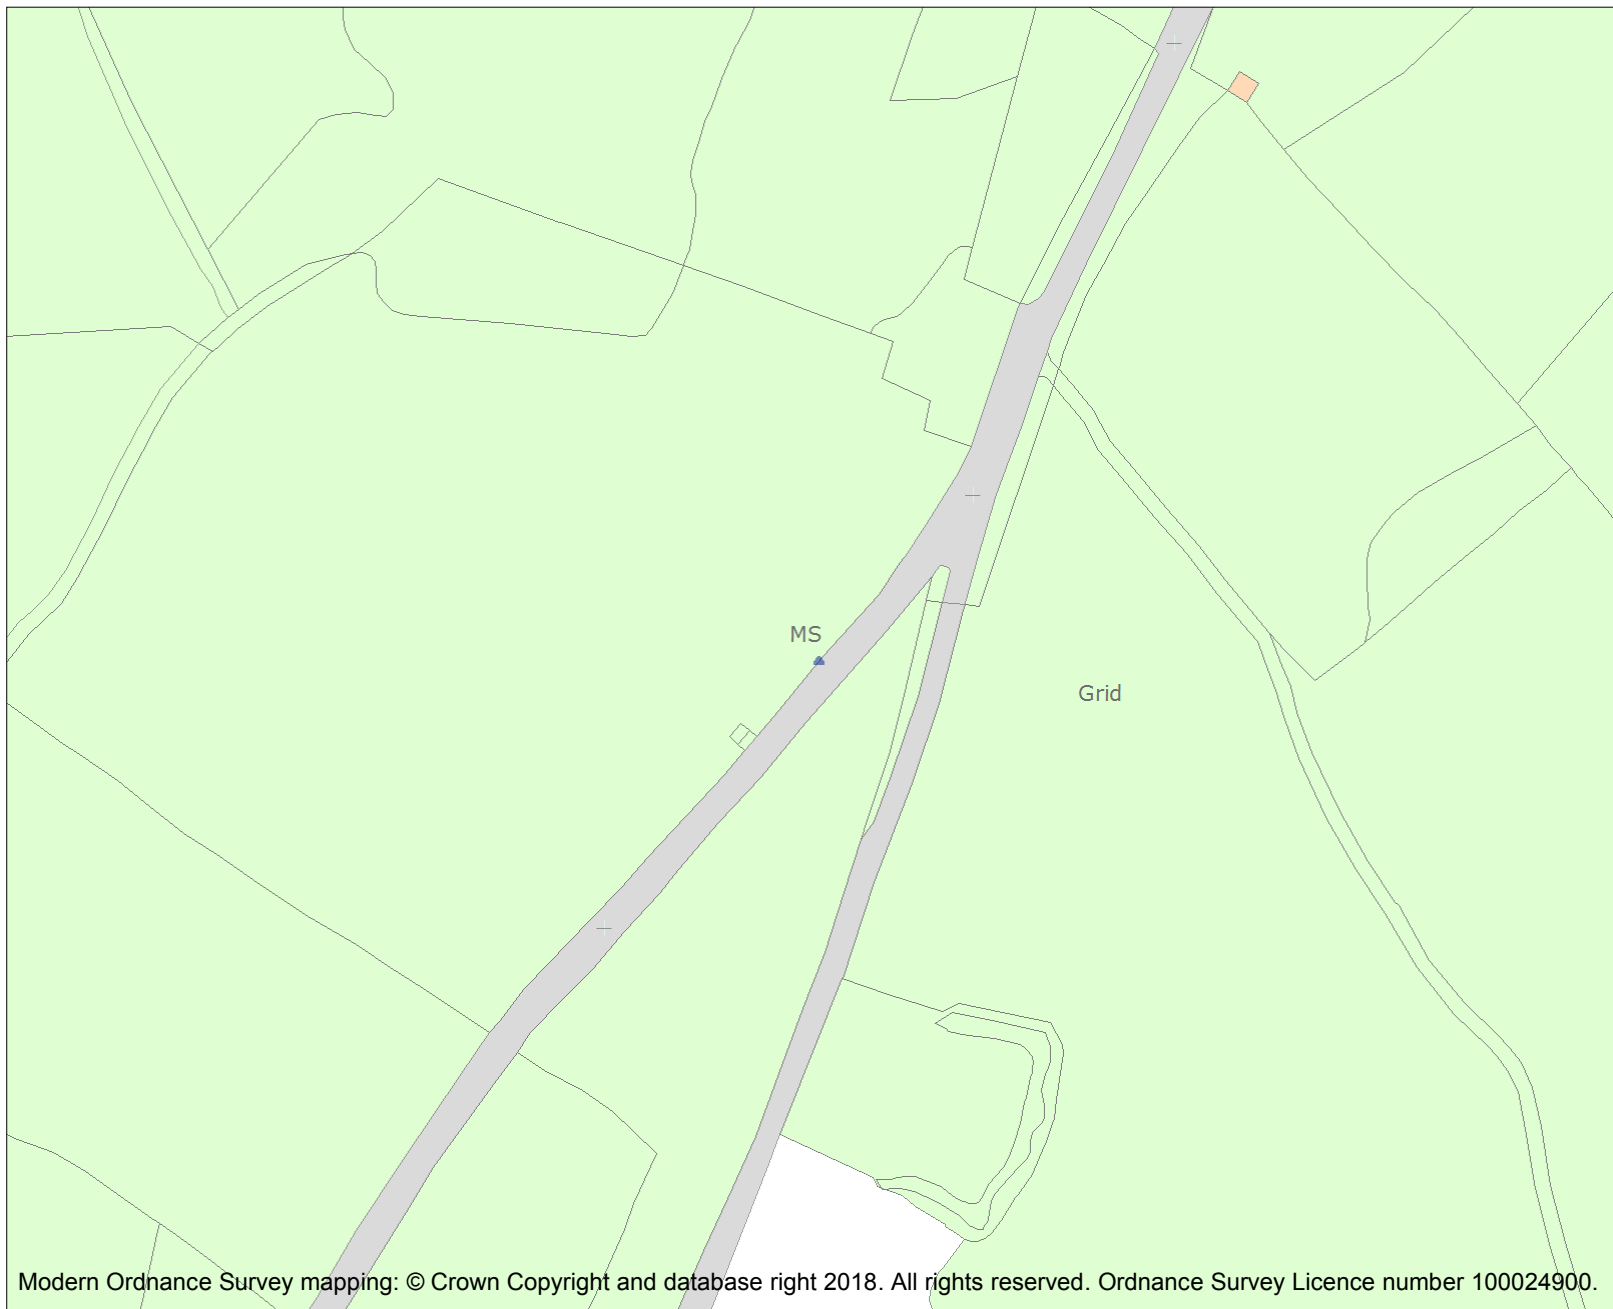 MS
Grid
Modern Ordnance Survey mapping: © Crown Copyright and database right 2018. All rights reserved. Ordnance Survey Licence number 100024900.